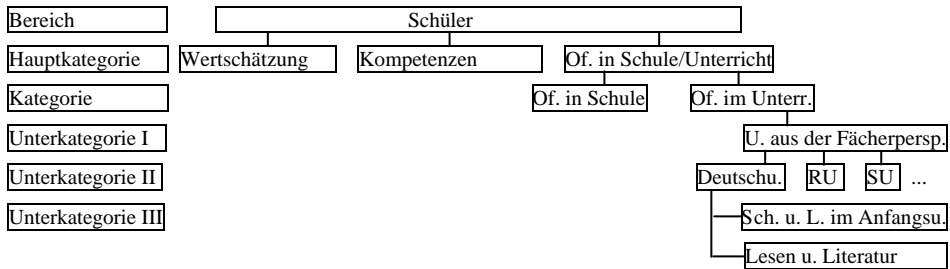 Bereich Schüler
Hauptkategorie Wertschätzung Kompetenzen Of. in Schule/Unterricht
Kategorie Of. in Schule Of. im Unterr.
Unterkategorie I U. aus der Fächerpersp.
Unterkategorie II Deutschu. RU SU ...
Unterkategorie III Sch. u. L. im Anfangsu.
Lesen u. Literatur